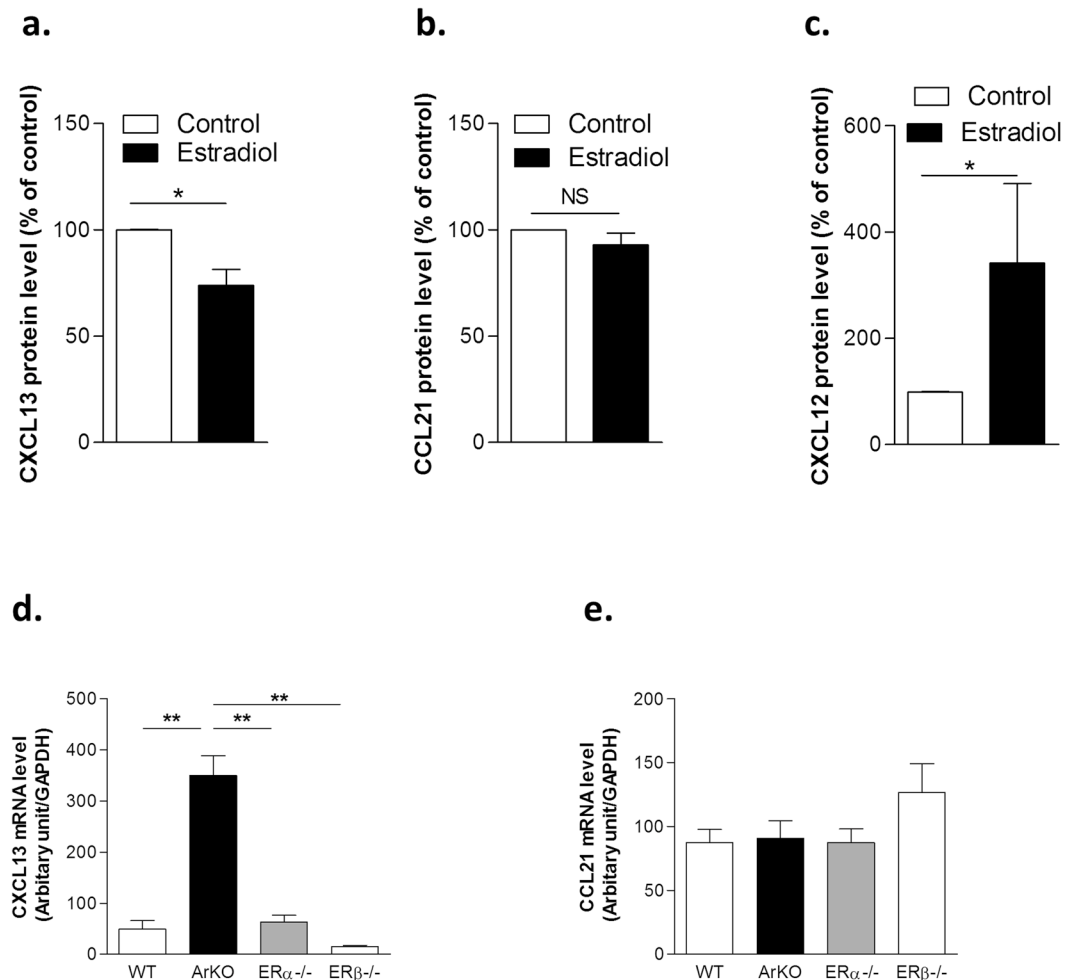 a.
CXCL13 protein level (% of control)
150
100
50
0
Control
Estradiol
*
b.
CCL21 protein level (% of control)
150
100
50
0
Control
Estradiol
NS
c.
CXCL12 protein level (% of control)
600
400
200
0
Control
Estradiol
*
d.
CXCL13 mRNA level
(Arbitary unit/GAPDH)
500
400
300
200
100
0
**
**
**
WT ArKO ERα-/- ERβ-/-
e.
CCL21 mRNA level
(Arbitary unit/GAPDH)
200
150
100
50
0
WT ArKO ERα-/- ERβ-/-